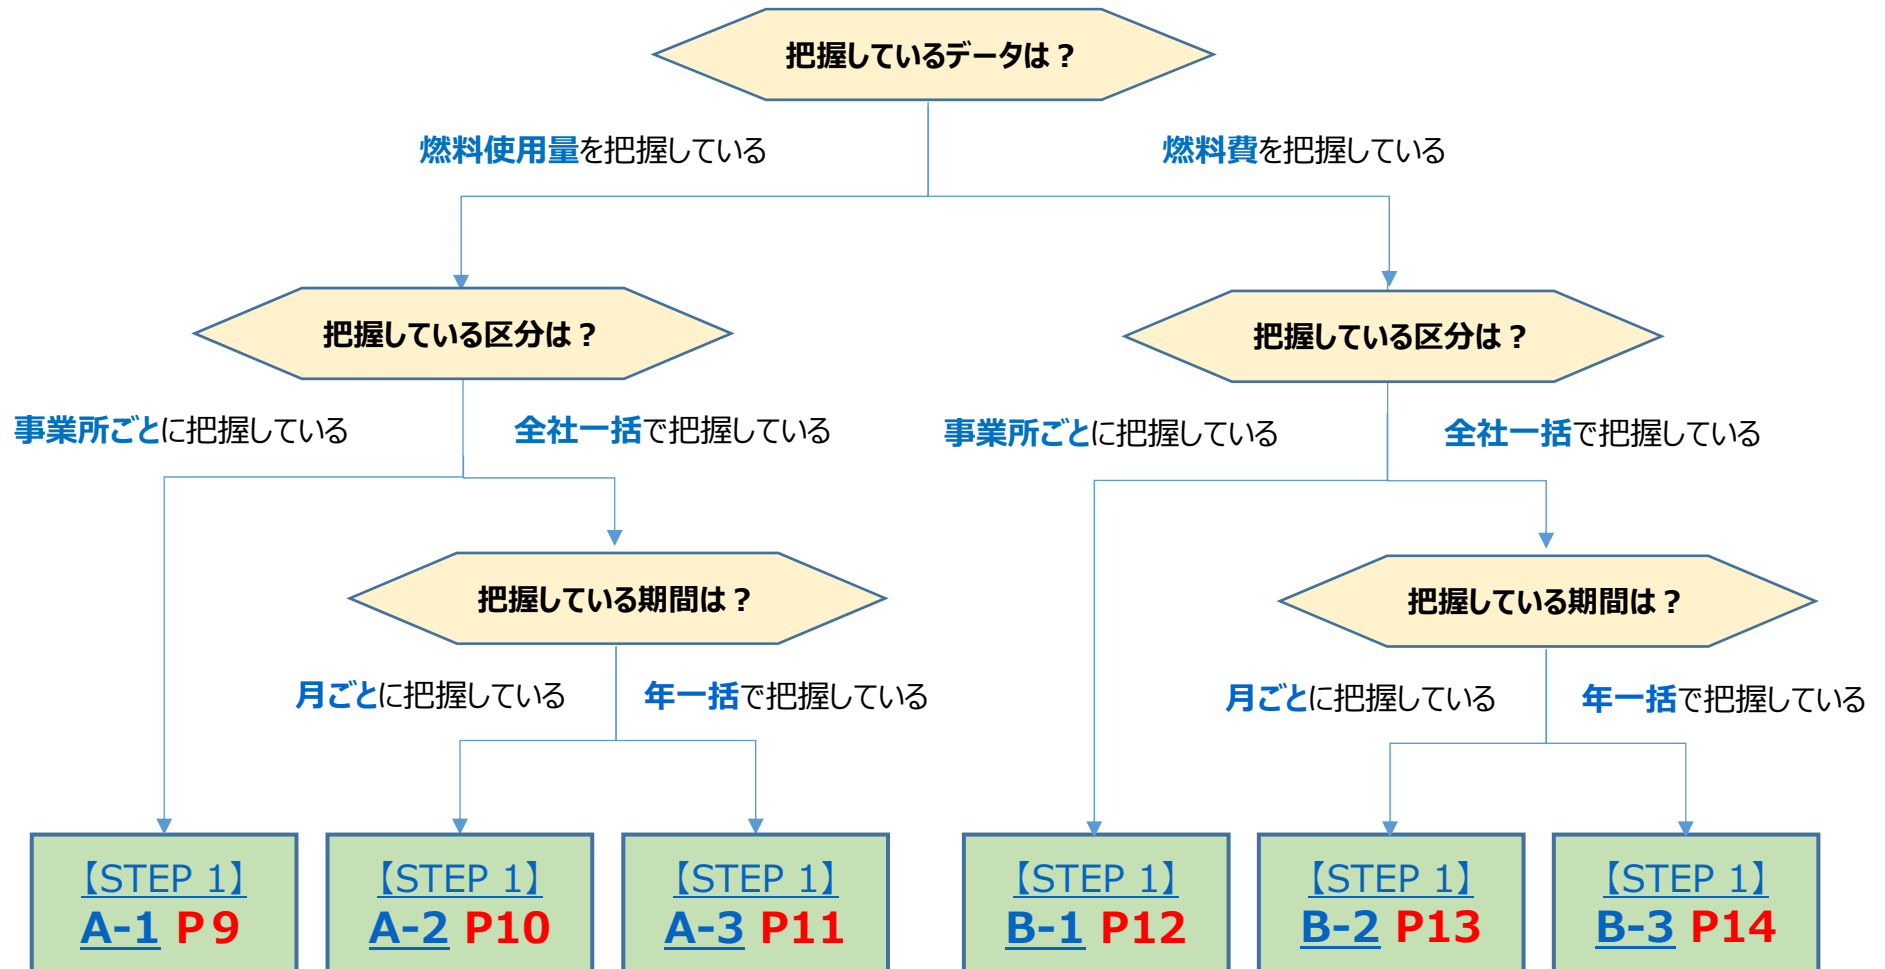 把握しているデータは？
燃料使用量を把握している
燃料費を把握している
把握している区分は？
把握している区分は？
事業所ごとに把握している
全社一括で把握している
事業所ごとに把握している
全社一括で把握している
把握している期間は？
把握している期間は？
月ごとに把握している
年一括で把握している
月ごとに把握している
年一括で把握している
【STEP 1】
A-1 P９
【STEP 1】
A-2 P10
【STEP 1】
A-3 P11
【STEP 1】
B-1 P12
【STEP 1】
B-2 P13
【STEP 1】
B-3 P14